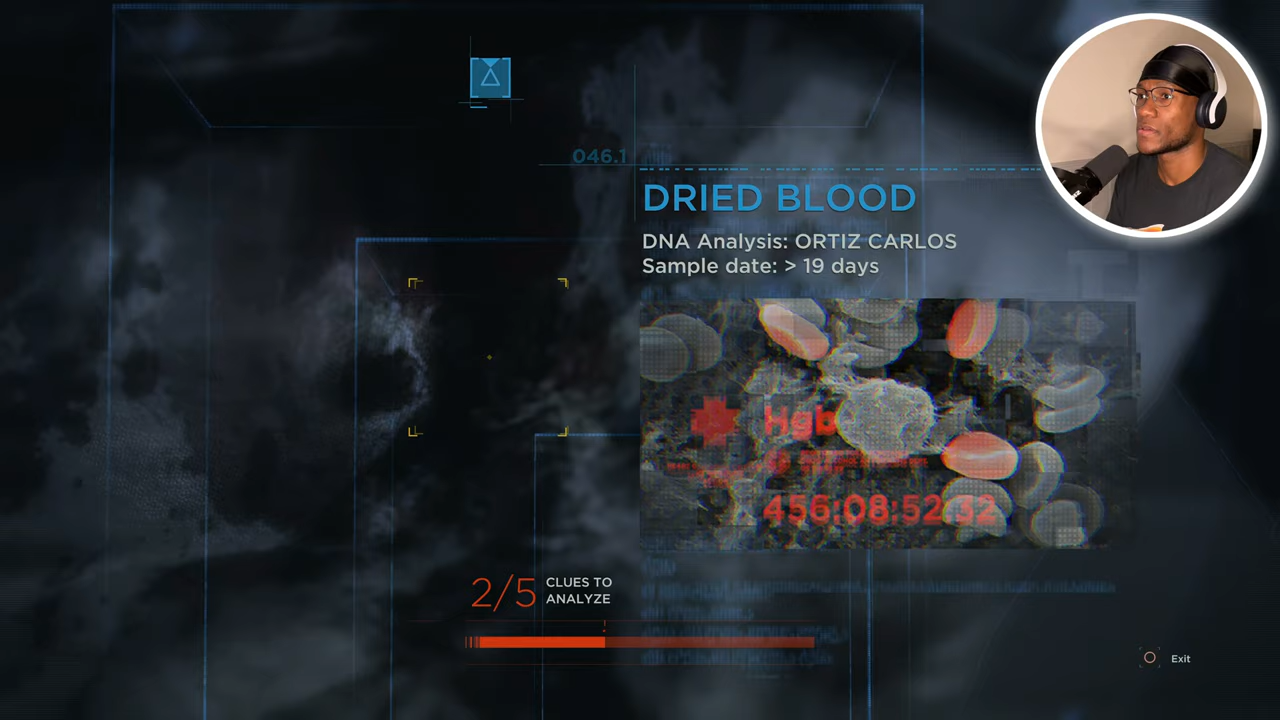 046.1
DRIED BLOOD
DNA Analysis: ORTIZ CARLOS
Sample date: > 19 days
Hgb
456:08:52:32
2/5
CLUES TO
ANALYZE
Exit